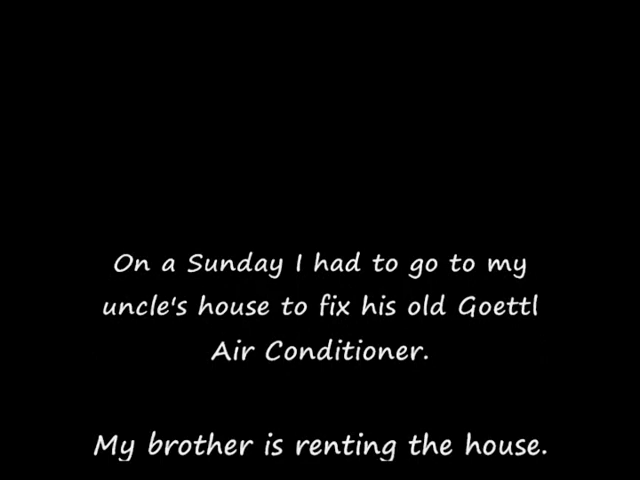 On a Sunday I had to go to my
uncle's house to fix his old Goettl
Air Conditioner.
My brother is renting the house.